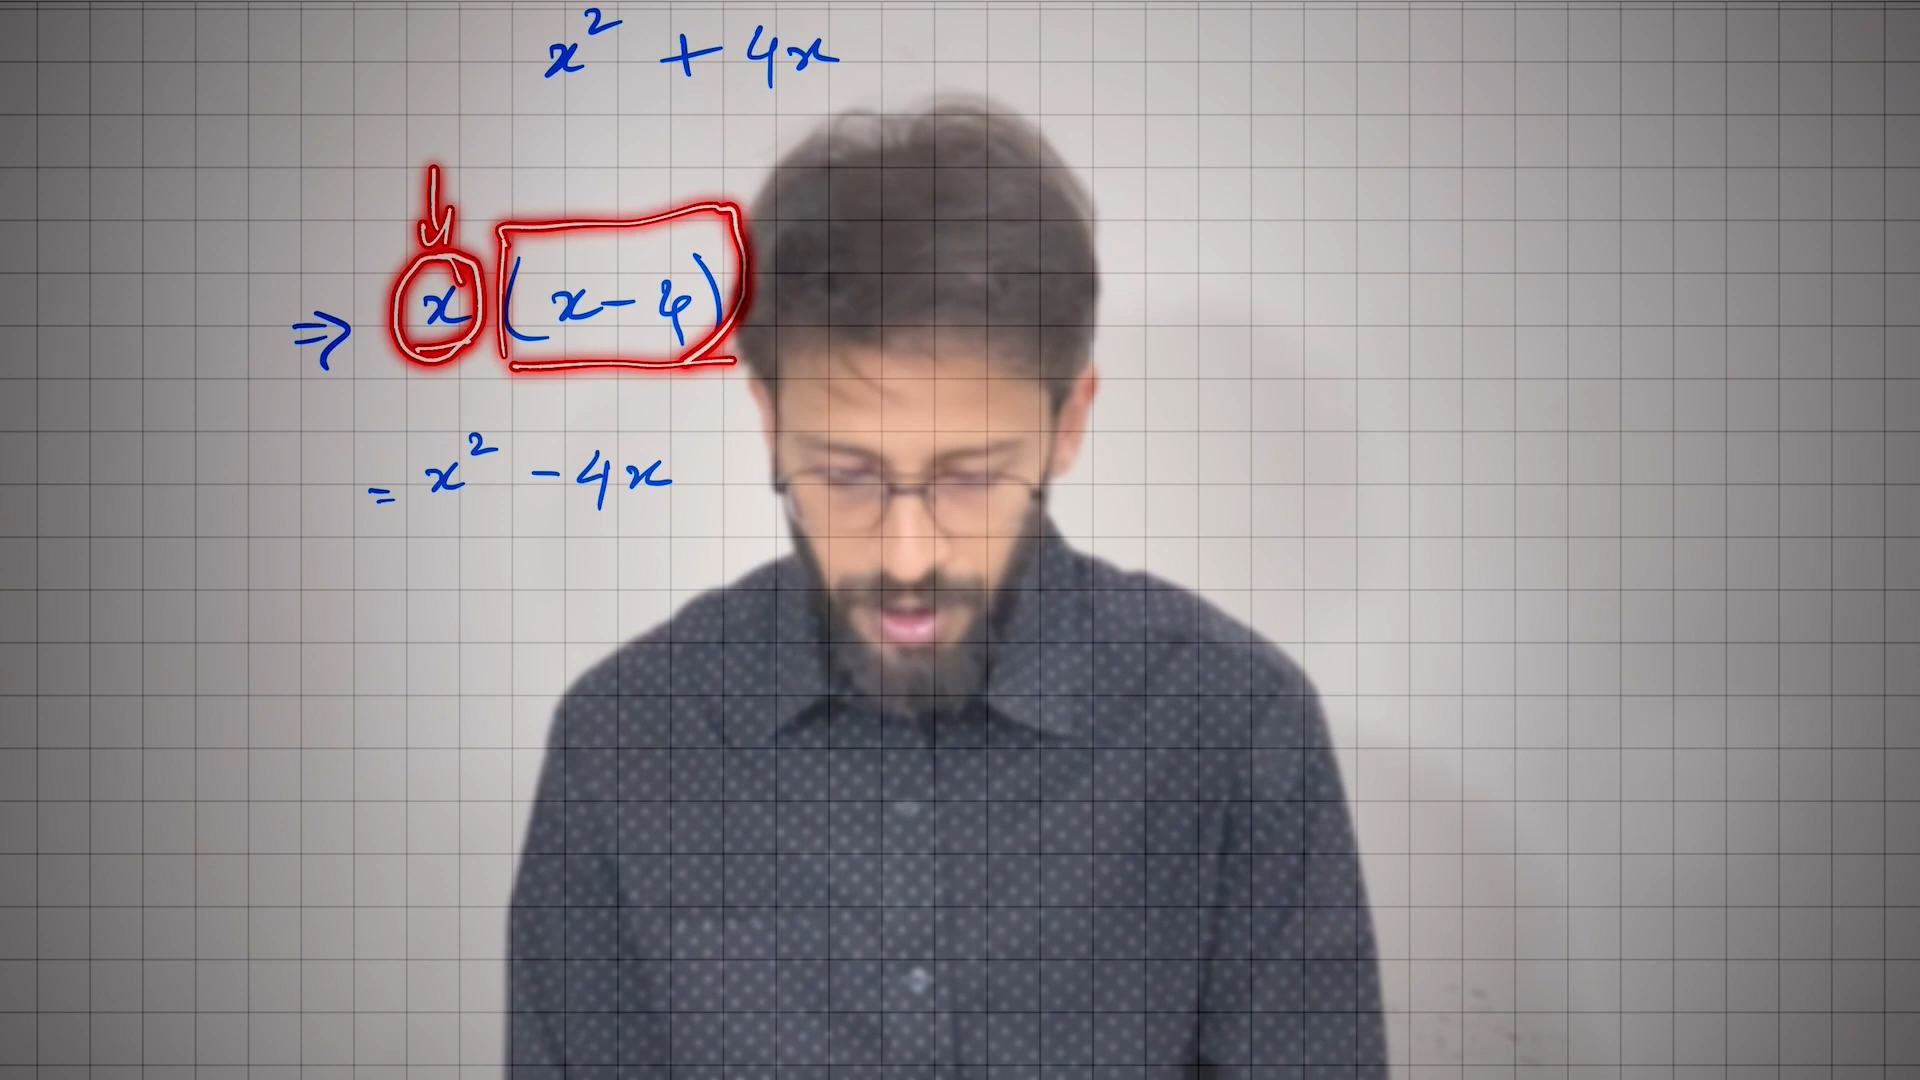 x² + 4x
⇒ x (x - 4)
= x² - 4x